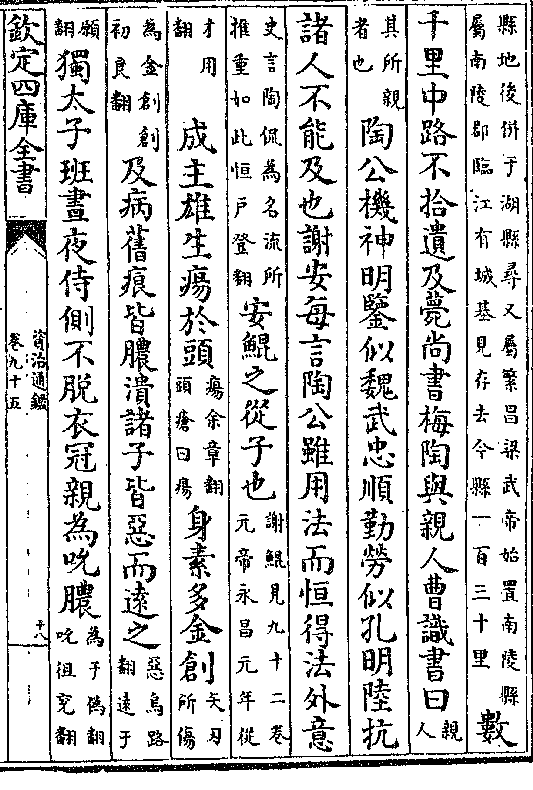 縣地後併于湖縣尋又屬繁昌梁武帝始置南陵縣屬南陵郡臨江有城基見存去今縣一百三十里數
千里中路不拾遺及薨尚書梅陶與親人曹識書曰親人
其所親者也陶公機神明鑒似魏武忠順勤勞似孔明陸抗
諸人不能及也謝安每言陶公雖用法而恒得法外意
史言陶侃為名流所推重如此恒戸登翻安鯤之從子也謝鯤見九十二卷元帝永昌元年從
才用翻成主雄生瘍於頭瘍余章翻頭瘡曰瘍身素多金創矢刃所傷
為金創創初良翻及病舊痕皆膿潰諸子皆惡而遠之惡烏路翻遠于
願翻獨太子班晝夜侍側不脱衣冠親為吮膿為于偽翻吮徂兖翻
欽定四庫全書
資治通鑑
卷九十五
十八